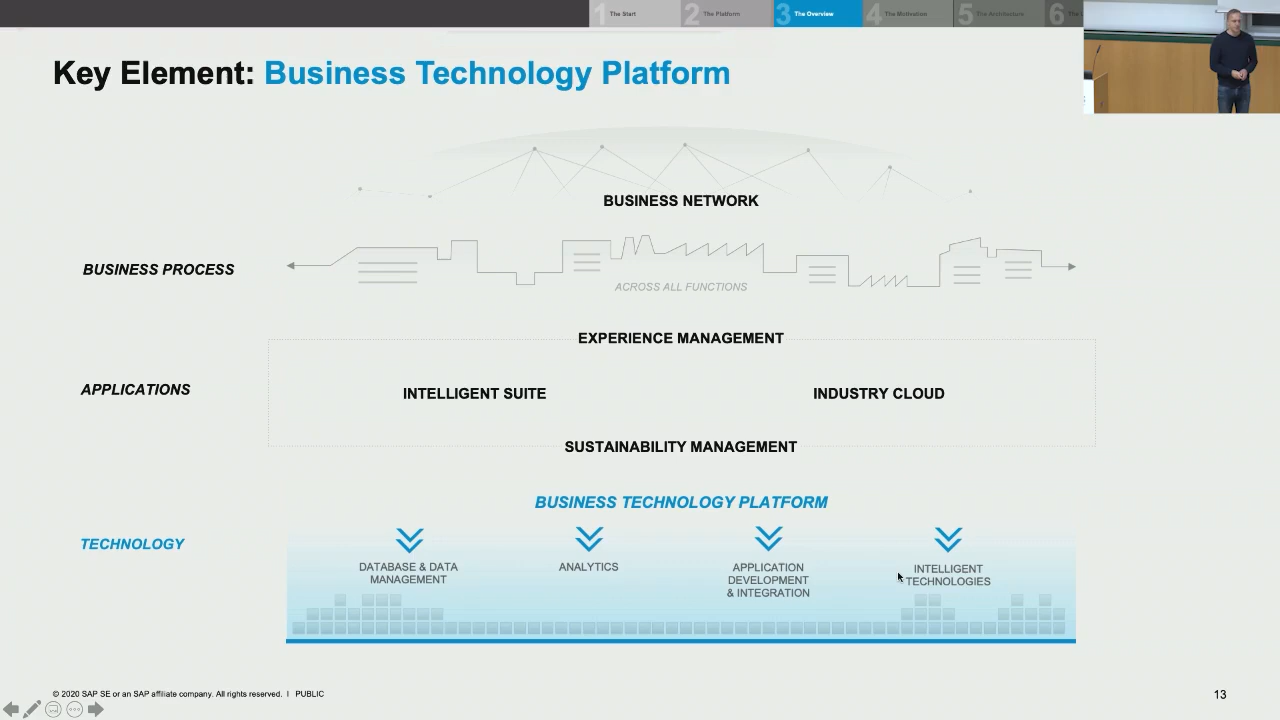 1 The Start
2 The Platform
3 The Overview
4 The Motivation
5 The Architecture
6
Key Element: Business Technology Platform
BUSINESS NETWORK
BUSINESS PROCESS
ACROSS ALL FUNCTIONS
EXPERIENCE MANAGEMENT
APPLICATIONS
INTELLIGENT SUITE
INDUSTRY CLOUD
SUSTAINABILITY MANAGEMENT
BUSINESS TECHNOLOGY PLATFORM
TECHNOLOGY
DATABASE & DATA
MANAGEMENT
ANALYTICS
APPLICATION
DEVELOPMENT
& INTEGRATION
INTELLIGENT
TECHNOLOGIES
© 2020 SAP SE or an SAP affiliate company. All rights reserved. I PUBLIC
13